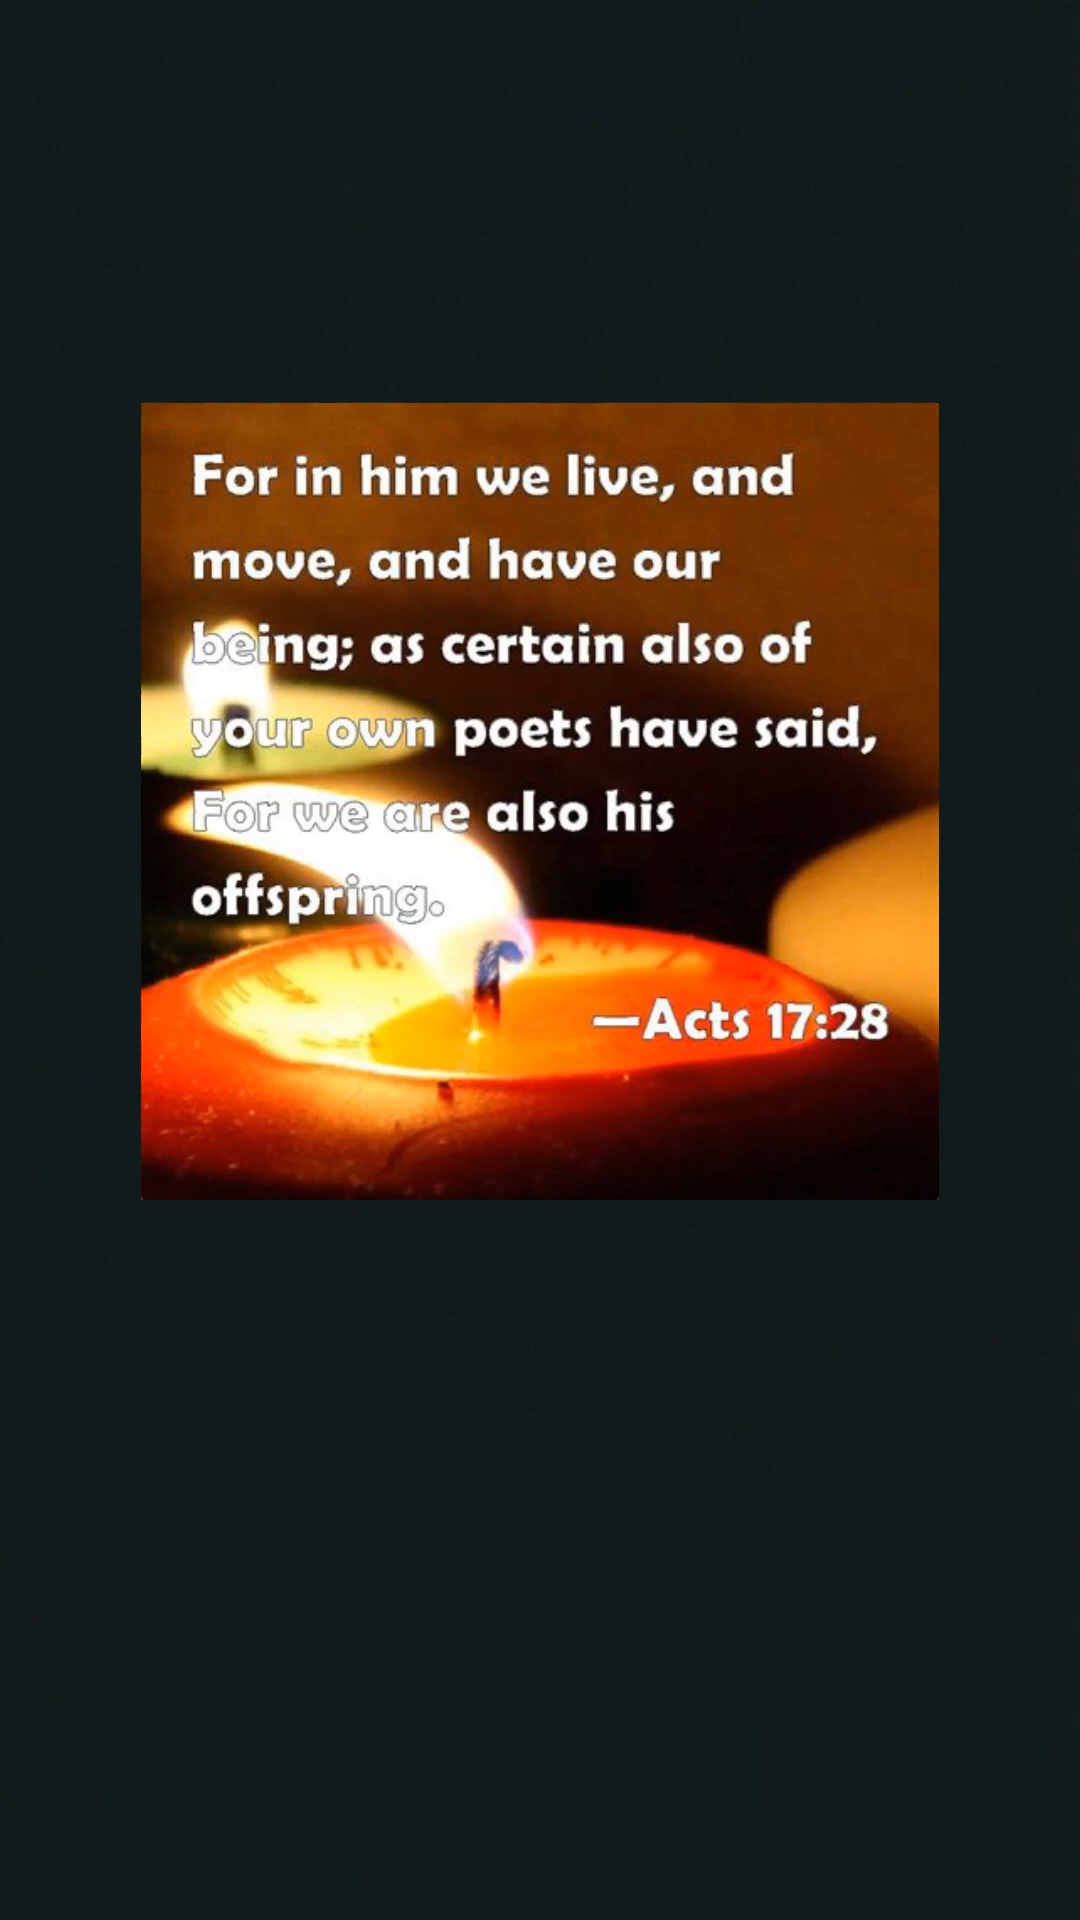 For in him we live, and
move, and have our
being; as certain also of
your own poets have said,
For we are also his
offspring.
—Acts 17:28